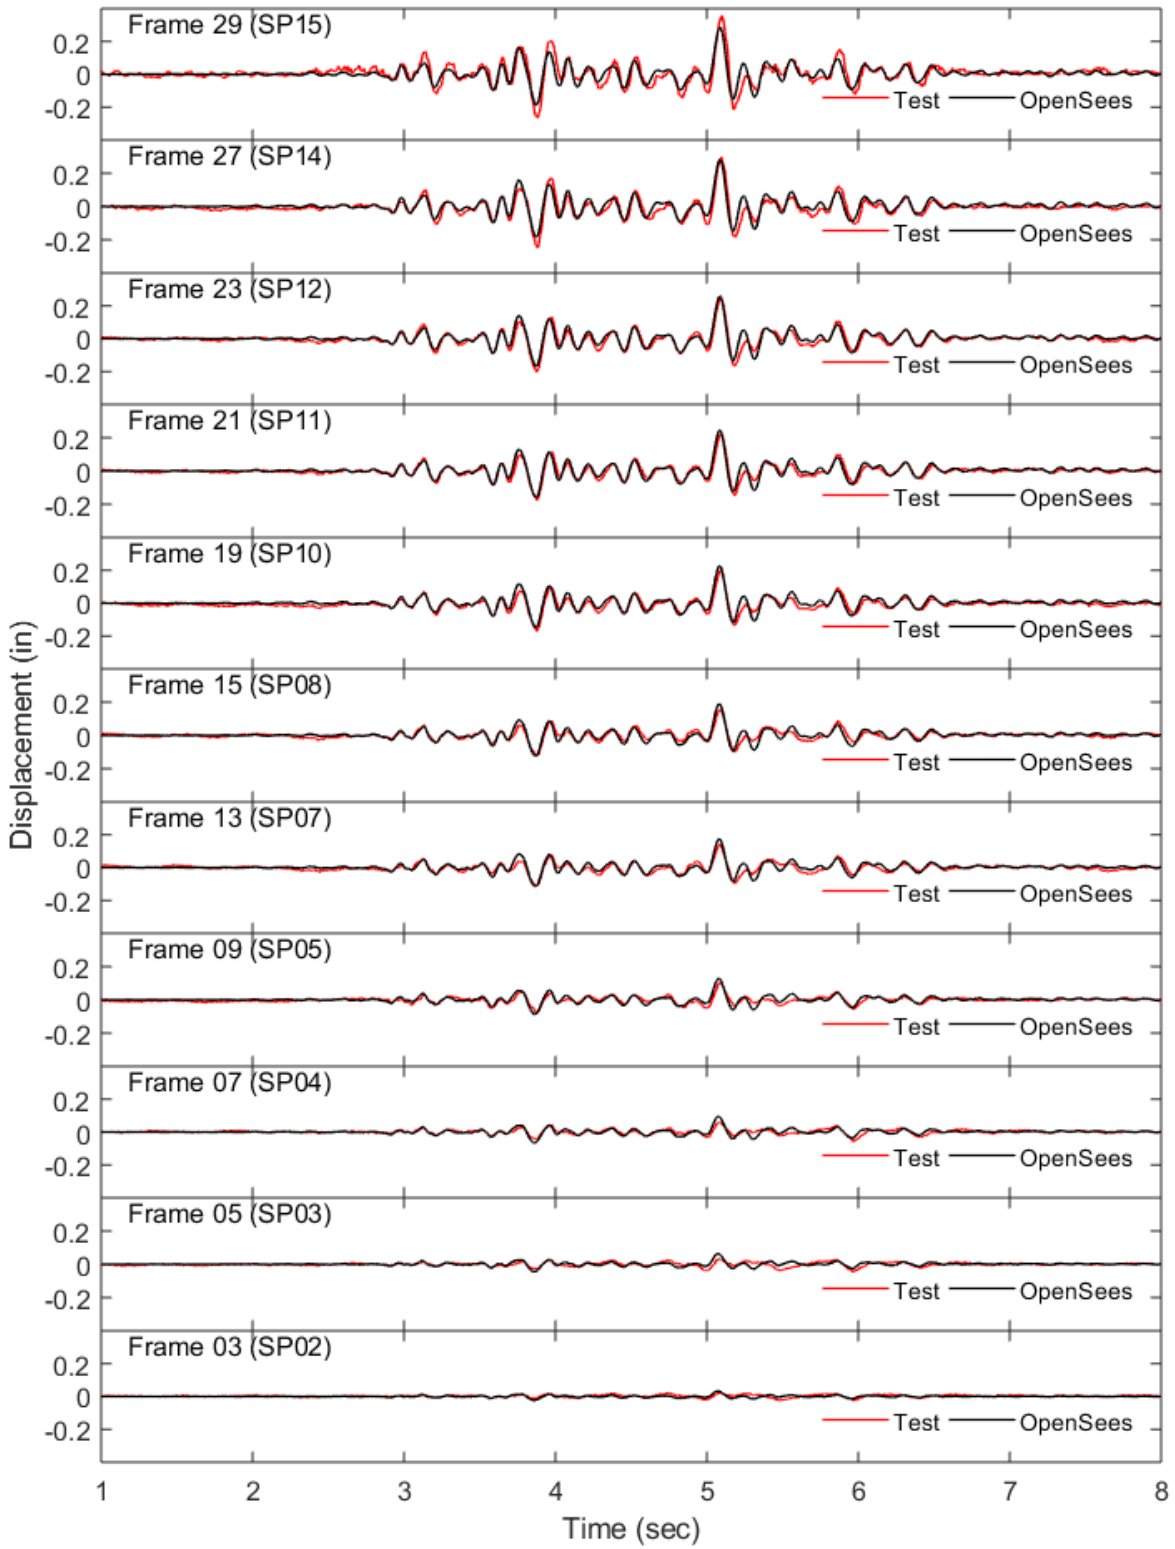 Frame 29 (SP15)
0.2
0
-0.2
Test OpenSees
Frame 27 (SP14)
0.2
0
-0.2
Test OpenSees
Frame 23 (SP12)
0.2
0
-0.2
Test OpenSees
Frame 21 (SP11)
0.2
0
-0.2
Test OpenSees
Frame 19 (SP10)
0.2
0
-0.2
Test OpenSees
Frame 15 (SP08)
0.2
0
-0.2
Test OpenSees
Frame 13 (SP07)
0.2
0
-0.2
Test OpenSees
Frame 09 (SP05)
0.2
0
-0.2
Test OpenSees
Frame 07 (SP04)
0.2
0
-0.2
Test OpenSees
Frame 05 (SP03)
0.2
0
-0.2
Test OpenSees
Frame 03 (SP02)
0.2
0
-0.2
Test OpenSees
Displacement (in)
1 2 3 4 5 6 7 8
Time (sec)